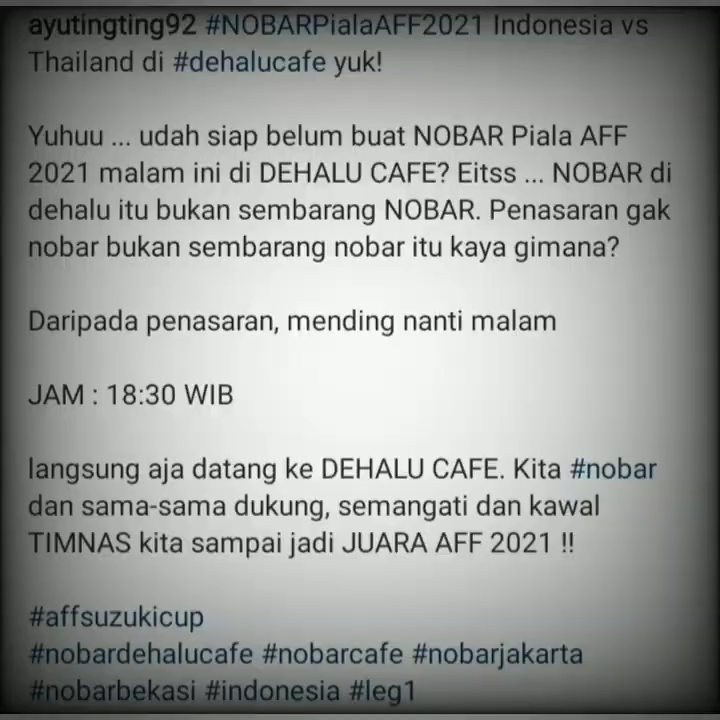 ayutingting92 #NOBARPialaAFF2021 Indonesia vs
Thailand di #dehalucafe yuk!
Yuhuu ... udah siap belum buat NOBAR Piala AFF
2021 malam ini di DEHALU CAFE? Eitss ... NOBAR di
dehalu itu bukan sembarang NOBAR. Penasaran gak
nobar bukan sembarang nobar itu kaya gimana?
Daripada penasaran, mending nanti malam
JAM : 18:30 WIB
langsung aja datang ke DEHALU CAFE. Kita #nobar
dan sama-sama dukung, semangati dan kawal
TIMNAS kita sampai jadi JUARA AFF 2021 !!
#affsuzukicup
#nobardehalucafe #nobarcafe #nobarjakarta
#nobarbekasi #indonesia #leg1